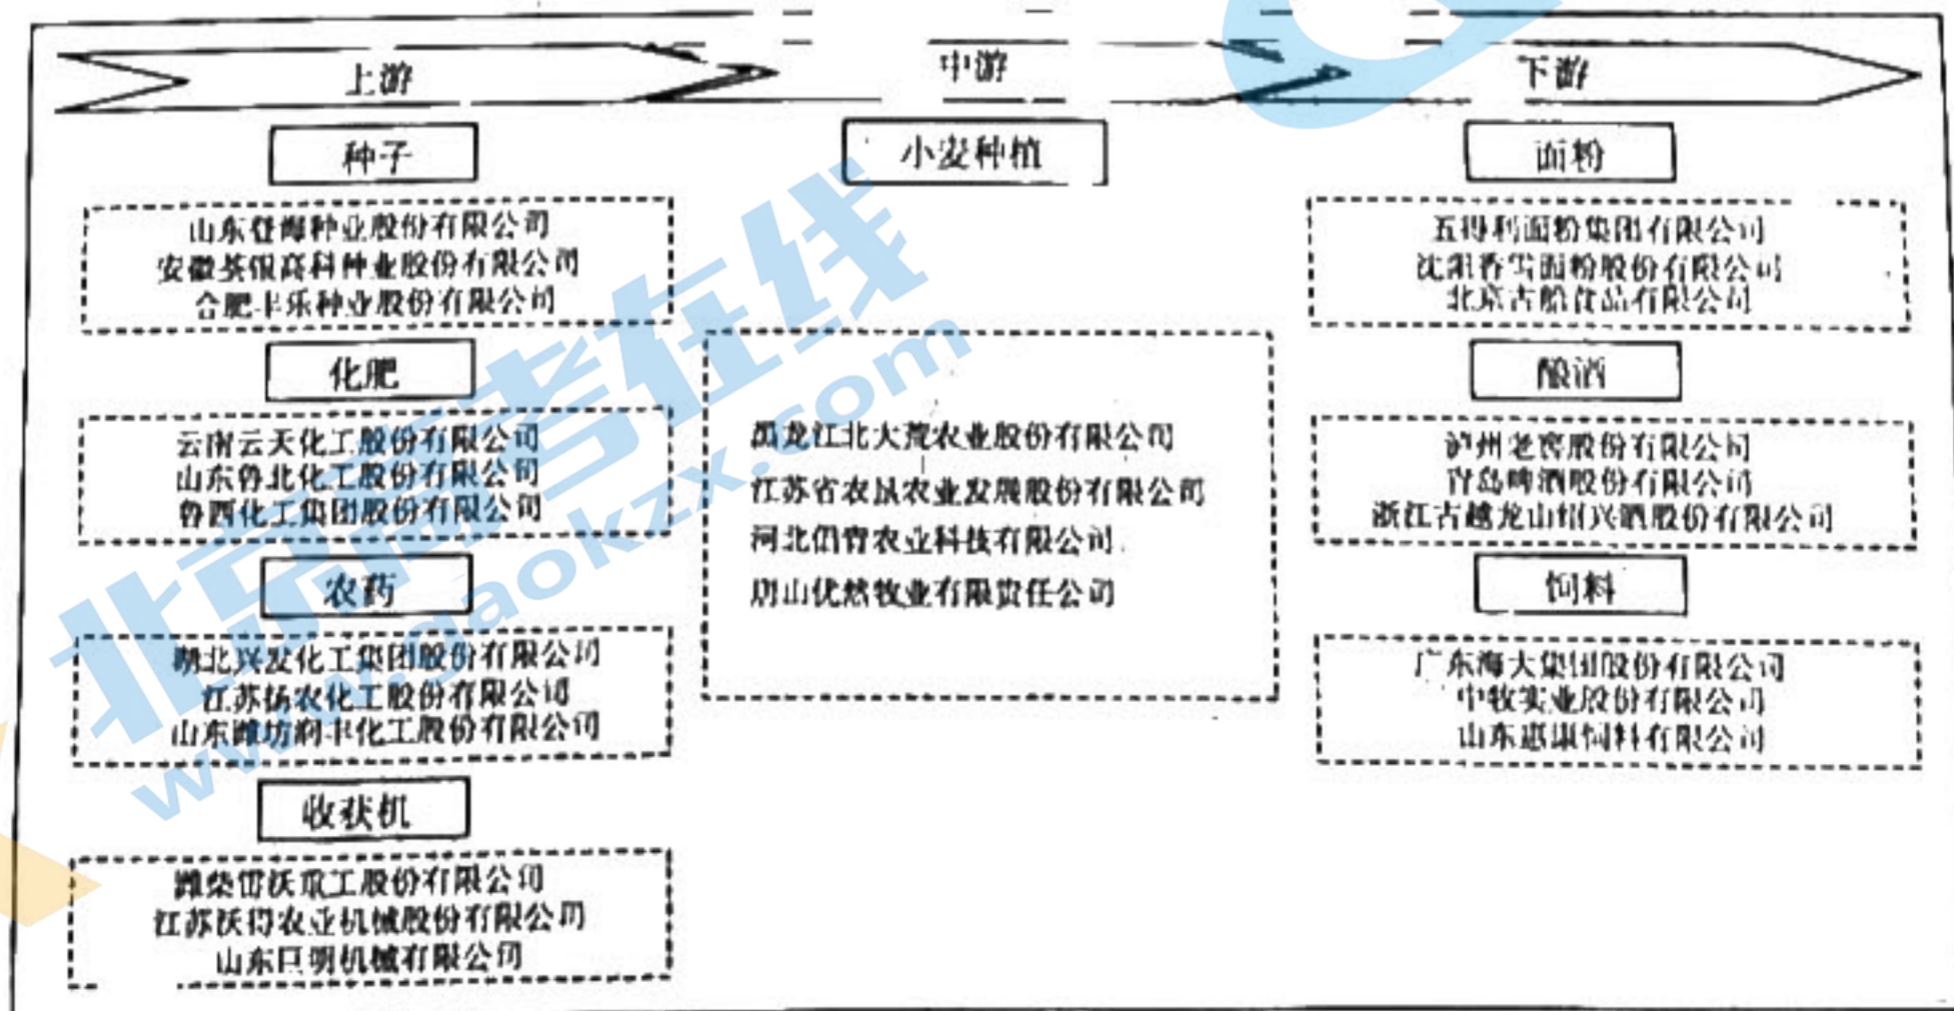 上游
中游
下游
种子
山东登海种业股份有限公司
安徽荃银高科种业股份有限公司
合肥丰乐种业股份有限公司
化肥
云南云天化工股份有限公司
山东鲁北化工股份有限公司
鲁西化工集团股份有限公司
农药
湖北兴发化工集团股份有限公司
江苏扬农化工股份有限公司
山东潍坊润丰化工股份有限公司
收获机
潍柴雷沃重工股份有限公司
江苏沃得农业机械股份有限公司
山东巨明机械有限公司
小麦种植
黑龙江北大荒农业股份有限公司
江苏省农垦农业发展股份有限公司
河北 农业科技有限公司
唐山优然牧业有限责任公司
面粉
五得利面粉集团有限公司
沈阳香雪面粉股份有限公司
北京古船食品有限公司
酿酒
泸州老窖股份有限公司
青岛啤酒股份有限公司
浙江古越龙山绍兴酒股份有限公司
饲料
广东海大集团股份有限公司
中牧实业股份有限公司
山东惠康饲料有限公司
北京高考在线
www.gaokzx.com